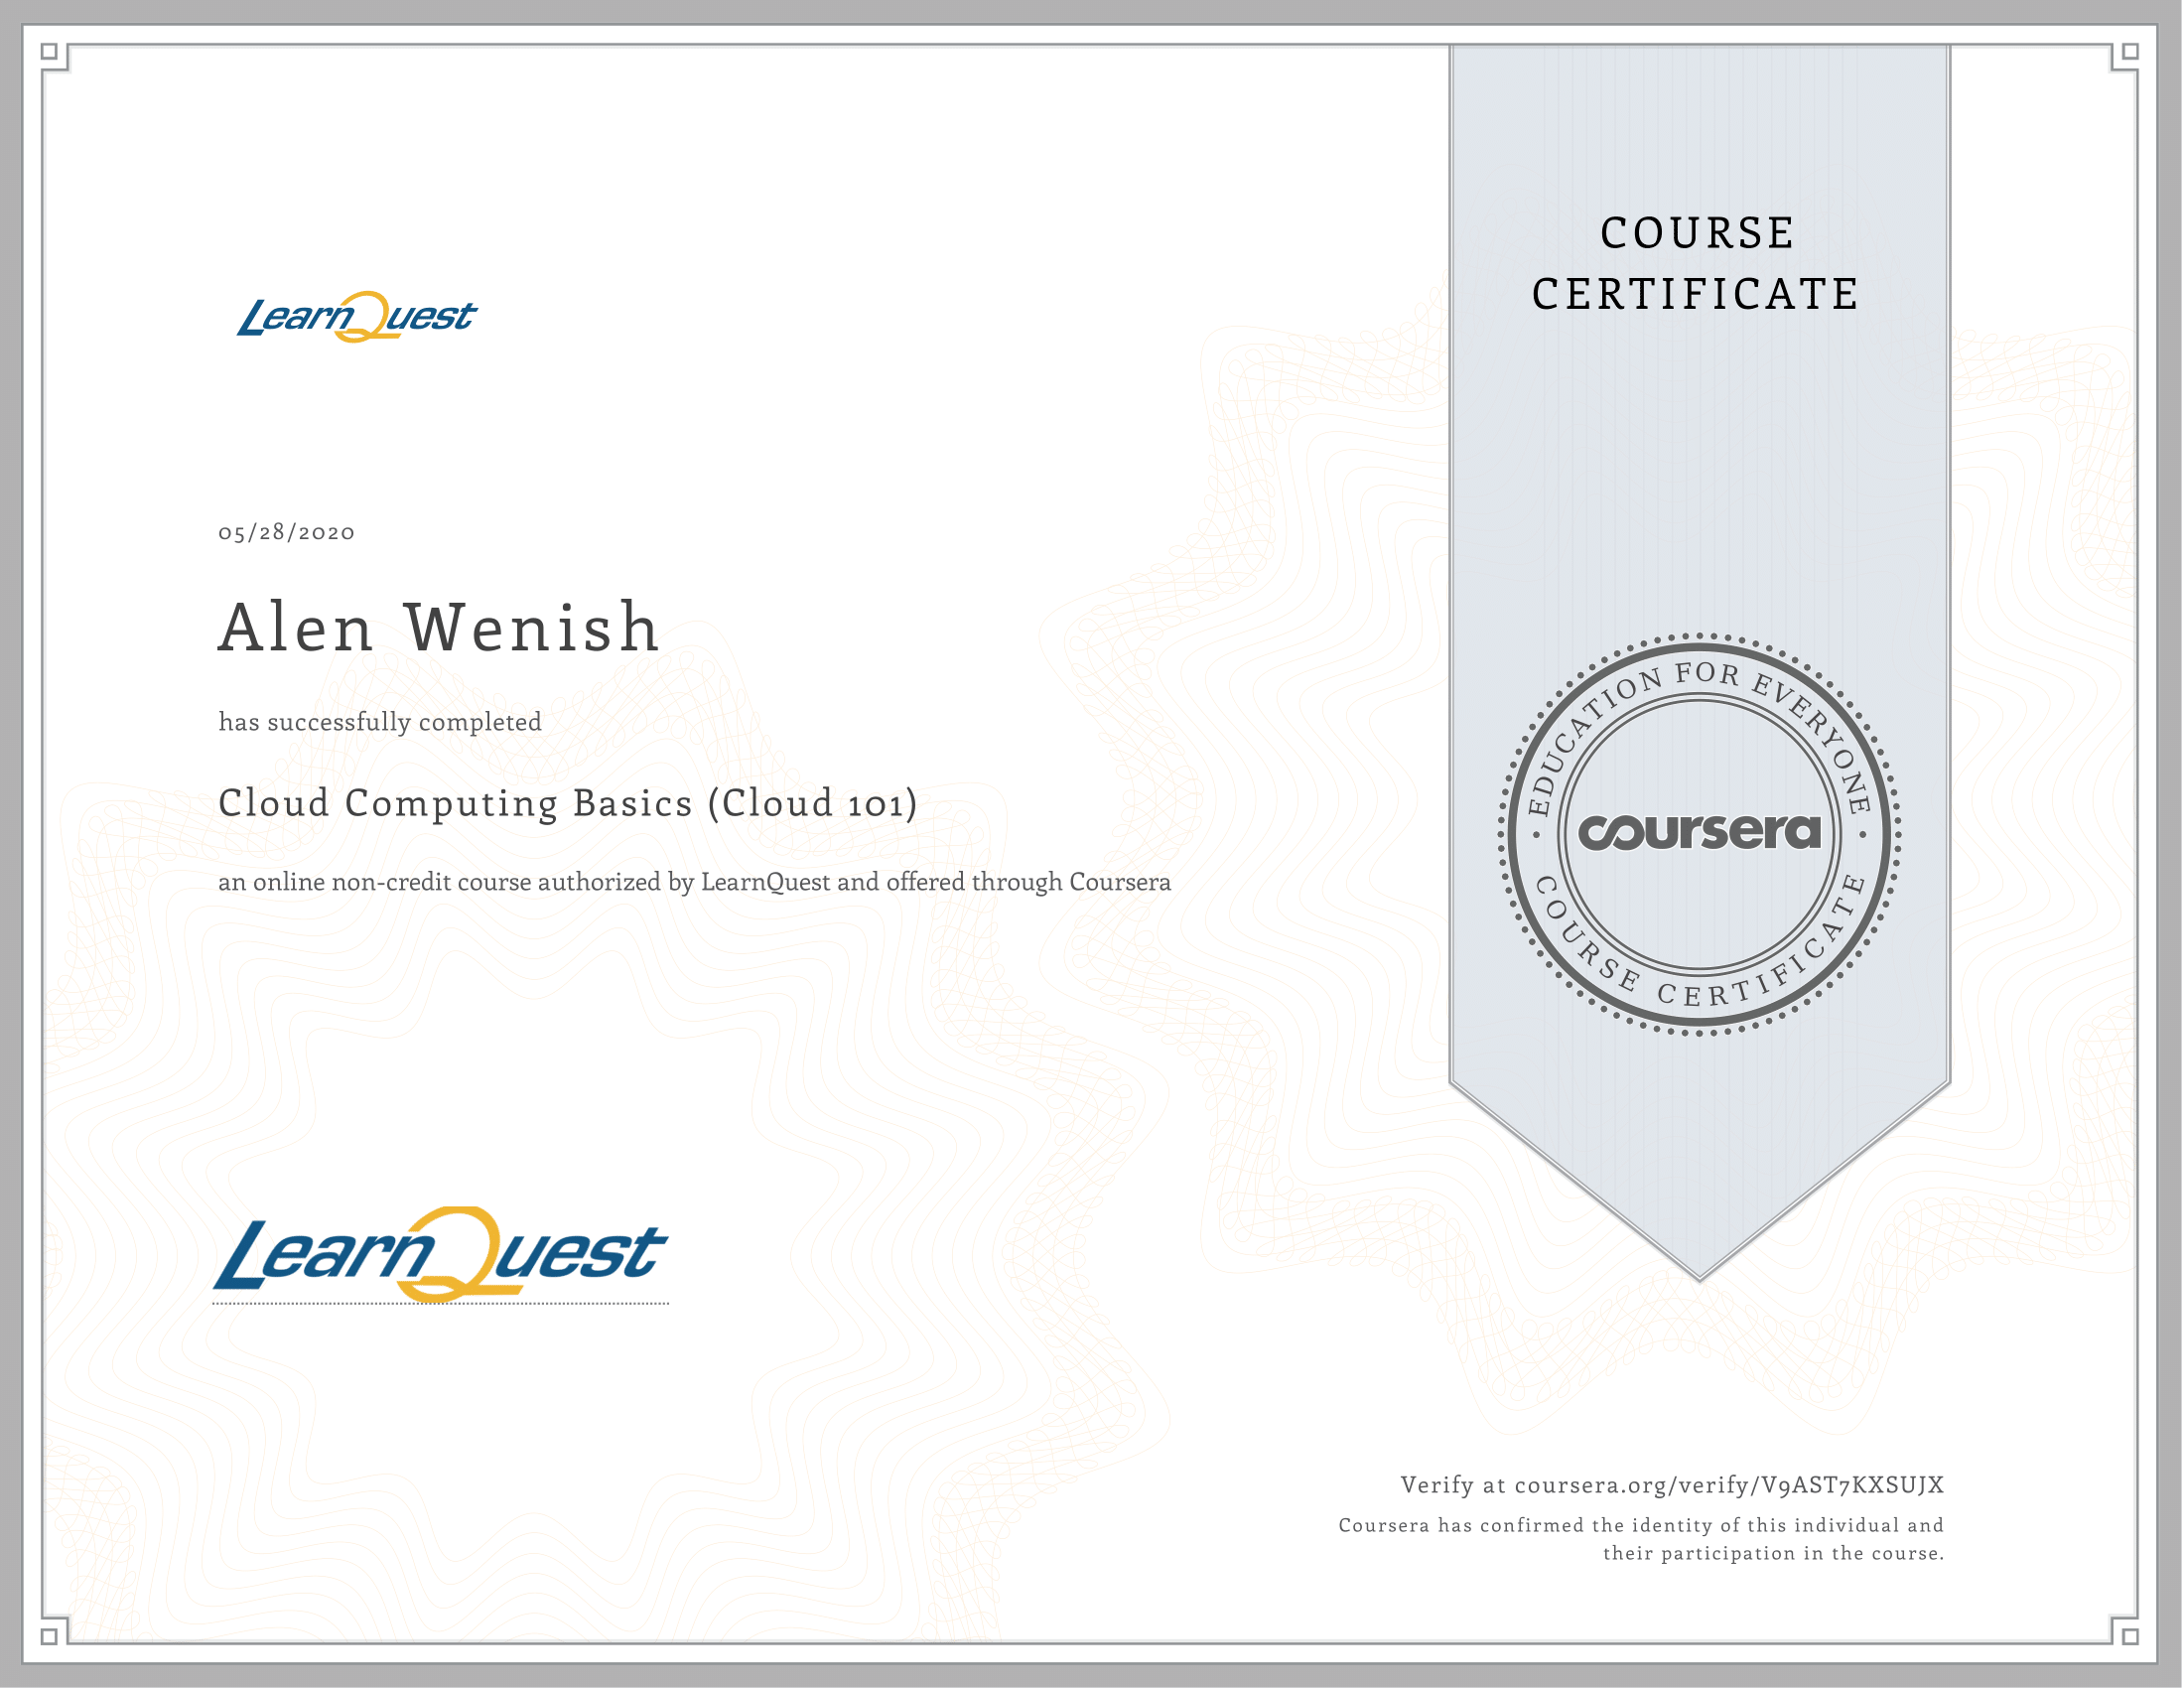 COURSE
CERTIFICATE
LearnQuest
05/28/2020
Alen Wenish
has successfully completed
Cloud Computing Basics (Cloud 101)
an online non-credit course authorized by LearnQuest and offered through Coursera
EDUCATION FOR EVERYONE
coursera
COURSE CERTIFICATE
LearnQuest
Verify at coursera.org/verify/V9AST7KXSUJX
Coursera has confirmed the identity of this individual and
their participation in the course.